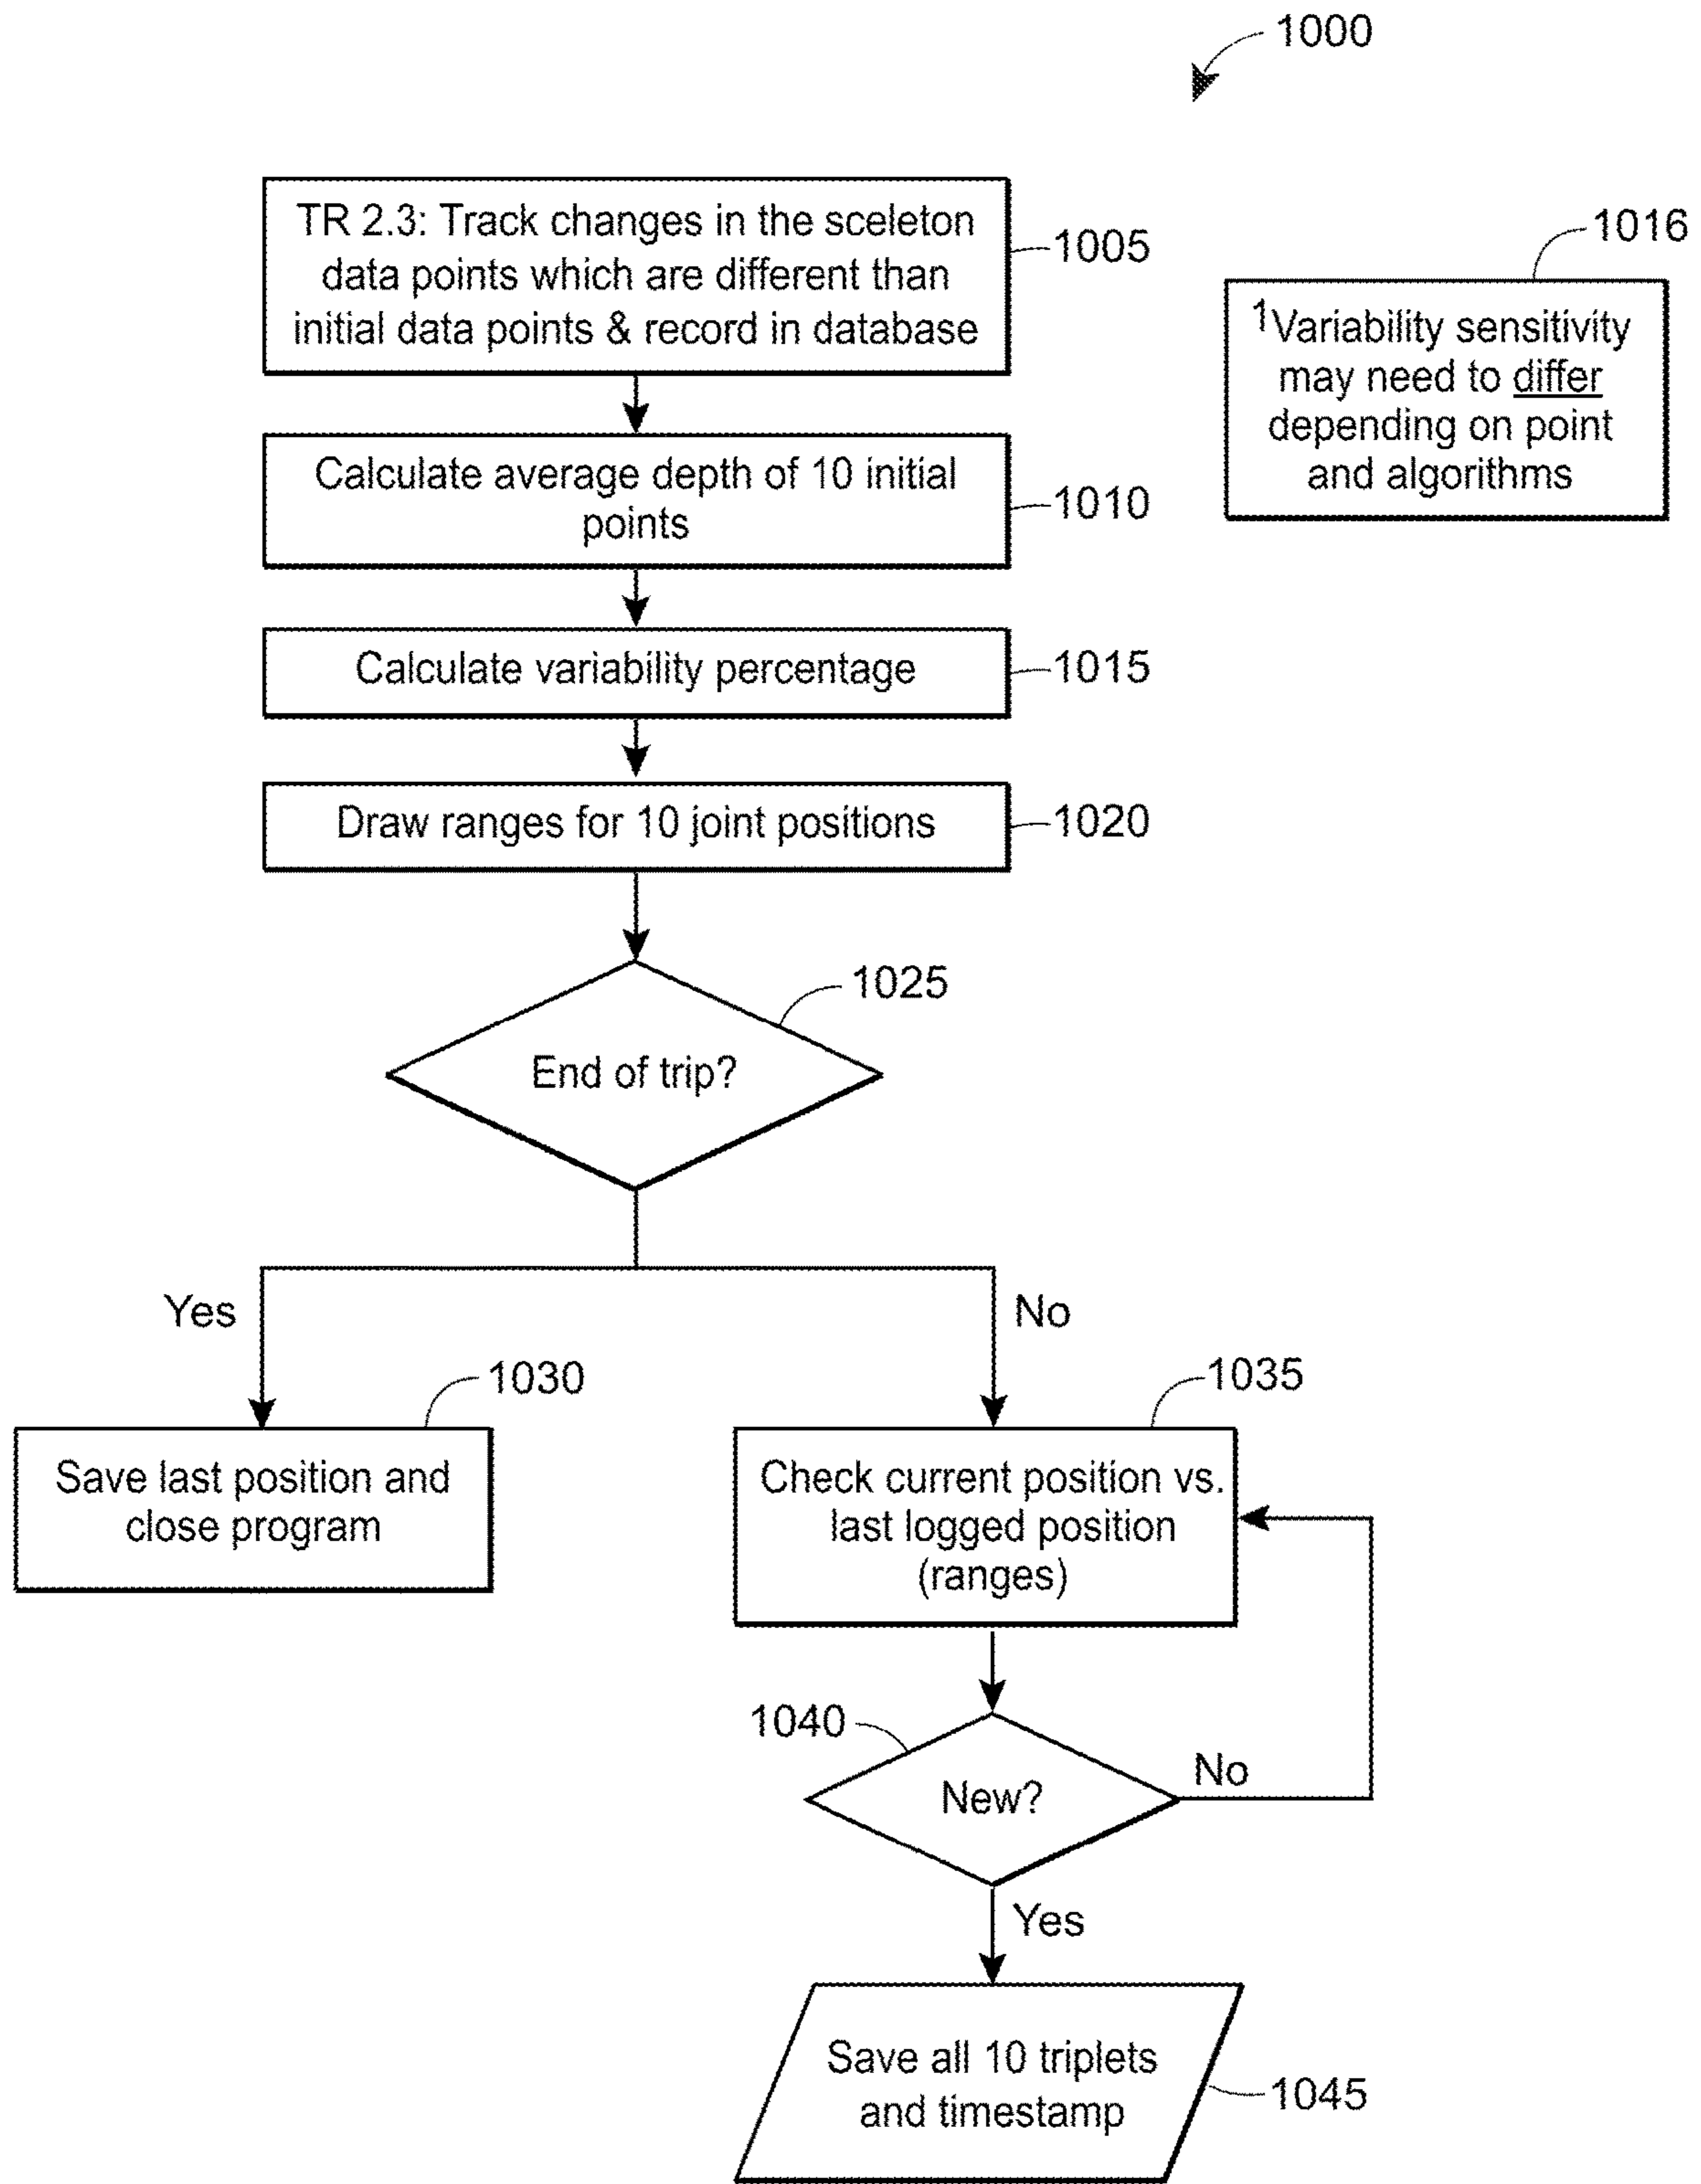 1000
TR 2.3: Track changes in the sceleton
data points which are different than
initial data points & record in database
1005
1016
1Variability sensitivity
may need to differ
depending on point
and algorithms
Calculate average depth of 10 initial
points
1010
Calculate variability percentage
1015
Draw ranges for 10 joint positions
1020
1025
End of trip?
Yes
No
1030
Save last position and
close program
1035
Check current position vs.
last logged position
(ranges)
1040
New?
No
Yes
Save all 10 triplets
and timestamp
1045